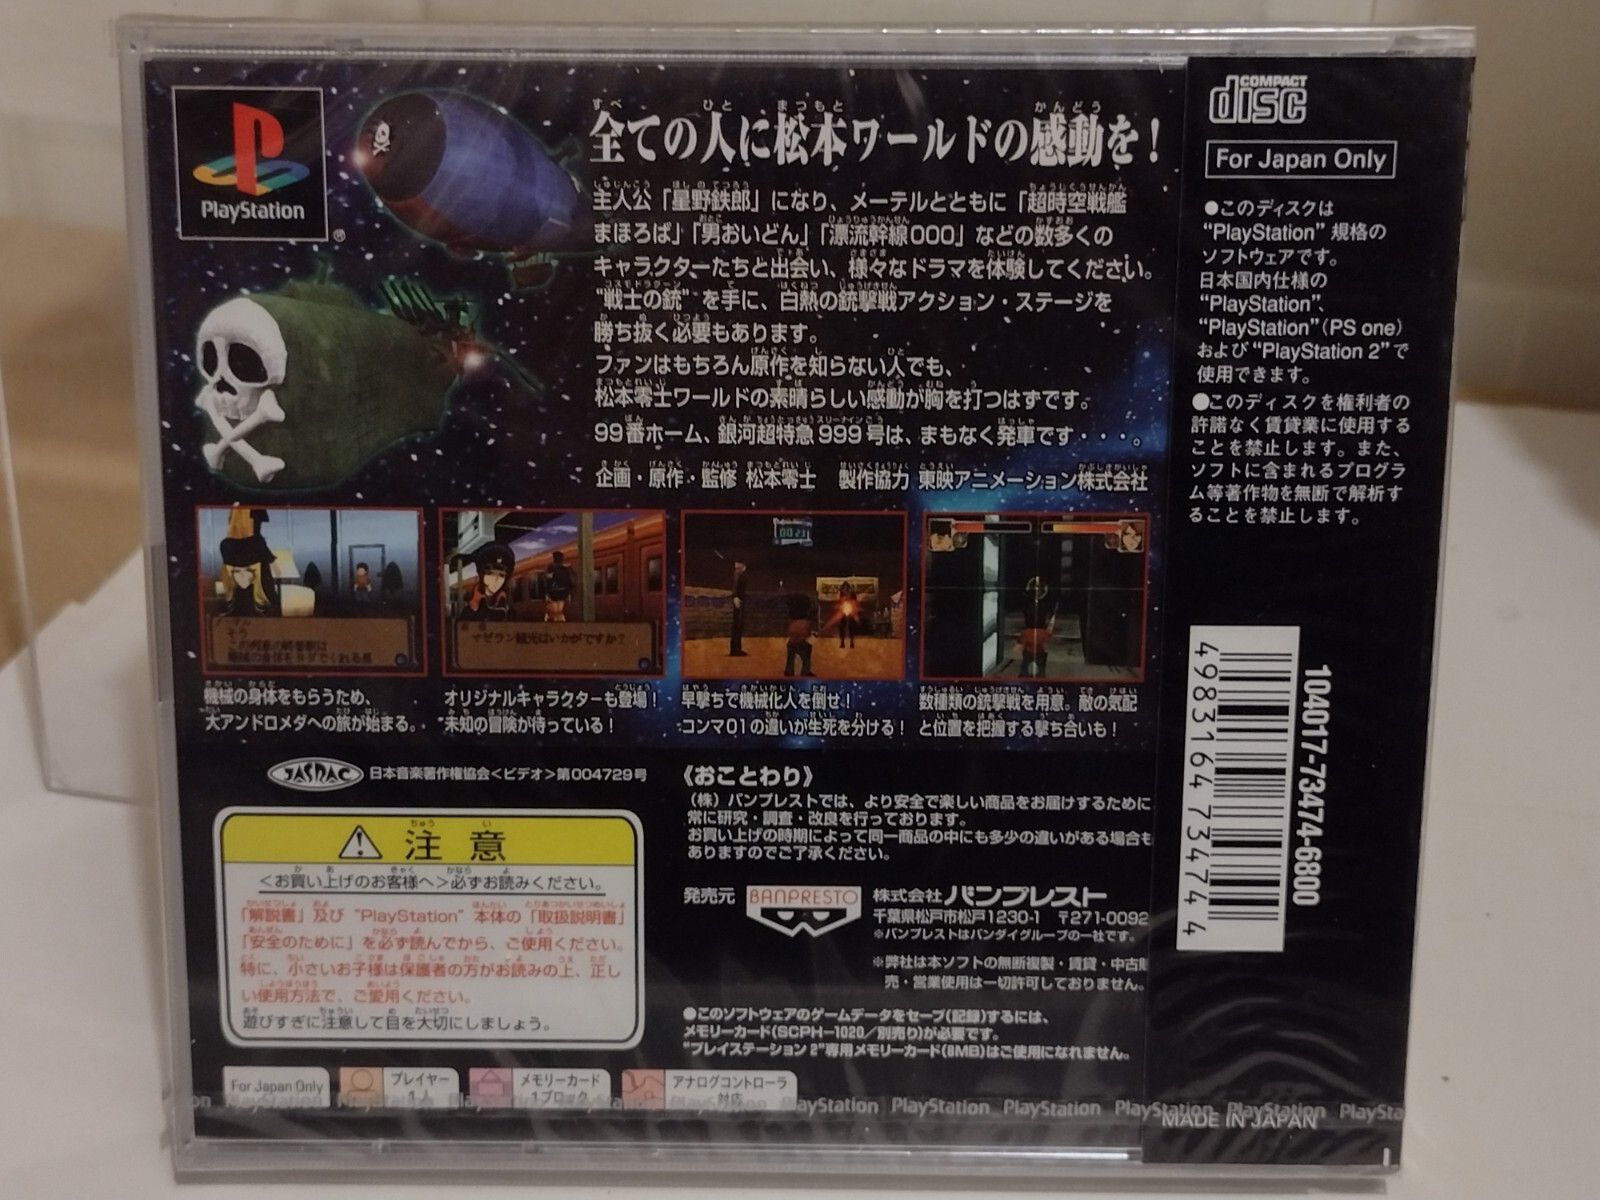 PlayStation
全ての人に松本ワールドの感動を！
主人公「星野鉄郎」になり、メーテルとともに「超時空戦艦
まほろば」「男おいどん」「漂流幹線000」などの数多くの
キャラクターたちと出会い、様々なドラマを体験してください。
“戦士の銃”を手に、白熱の銃撃戦アクション・ステージを
勝ち抜く必要もあります。
ファンはもちろん原作を知らない人でも、
松本零士ワールドの素晴らしい感動が胸を打つはずです。
99番ホーム、銀河超特急999号は、まもなく発車です・・・。
企画・原作・監修 松本零士　製作協力 東映アニメーション株式会社
マゼラン観光はいかがですか？
00:21
機械の身体をもらうため、
大アンドロメダへの旅が始まる。
オリジナルキャラクターも登場！
未知の冒険が待っている！
早撃ちで機械化人を倒せ！
コンマ01の違いが生死を分ける！
数種類の銃撃戦を用意。敵の気配
と位置を把握する撃ち合いも！
JASRAC
日本音楽著作権協会＜ビデオ＞第004729号
注意
＜お買い上げのお客様へ＞必ずお読みください。
「解説書」及び “PlayStation” 本体の「取扱説明書」
「安全のために」を必ず読んでから、ご使用ください。
特に、小さいお子様は保護者の方がお読みの上、正し
い使用方法で、ご愛用ください。
遊びすぎに注意して目を大切にしましょう。
《おことわり》
（株）バンプレストでは、より安全で楽しい商品をお届けするために
常に研究・調査・改良を行っております。
お買い上げの時期によって同一商品の中にも多少の違いがある場合も
ありますのでご了承ください。
発売元
BANPRESTO
株式会社バンプレスト
千葉県松戸市松戸1230-1　〒271-0092
※バンプレストはバンダイグループの一社です。
※弊社は本ソフトの無断複製・賃貸・中古販
売・営業使用は一切許可しておりません。
●このソフトウェアのゲームデータをセーブ(記録)するには、
メモリーカード(SCPH-1020／別売り)が必要です。
“プレイステーション 2”専用メモリーカード(8MB)はご使用になれません。
For Japan Only
プレイヤー
1人
メモリーカード
1ブロック
アナログコントローラ
対応
PlayStation PlayStation PlayStation PlayStation PlayStation
COMPACT
disc
For Japan Only
●このディスクは
“PlayStation” 規格の
ソフトウェアです。
日本国内仕様の
“PlayStation”、
“PlayStation”(PS one)
および“PlayStation 2”で
使用できます。
●このディスクを権利者の
許諾なく賃貸業に使用する
ことを禁止します。また、
ソフトに含まれるプログラ
ム等著作物を無断で解析す
ることを禁止します。
4983164734744
104017-73474-6800
MADE IN JAPAN